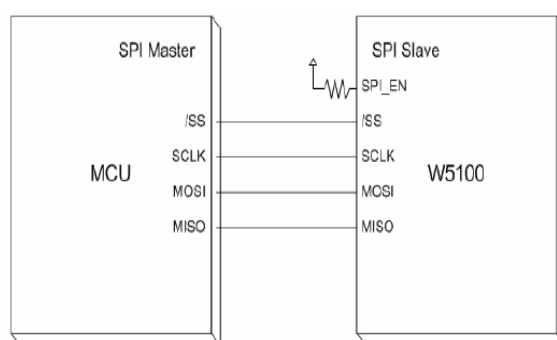 SPI Master
/SS
SCLK
MCU
MOSI
MISO
SPI Slave
SPI_EN
/SS
SCLK
W5100
MOSI
MISO